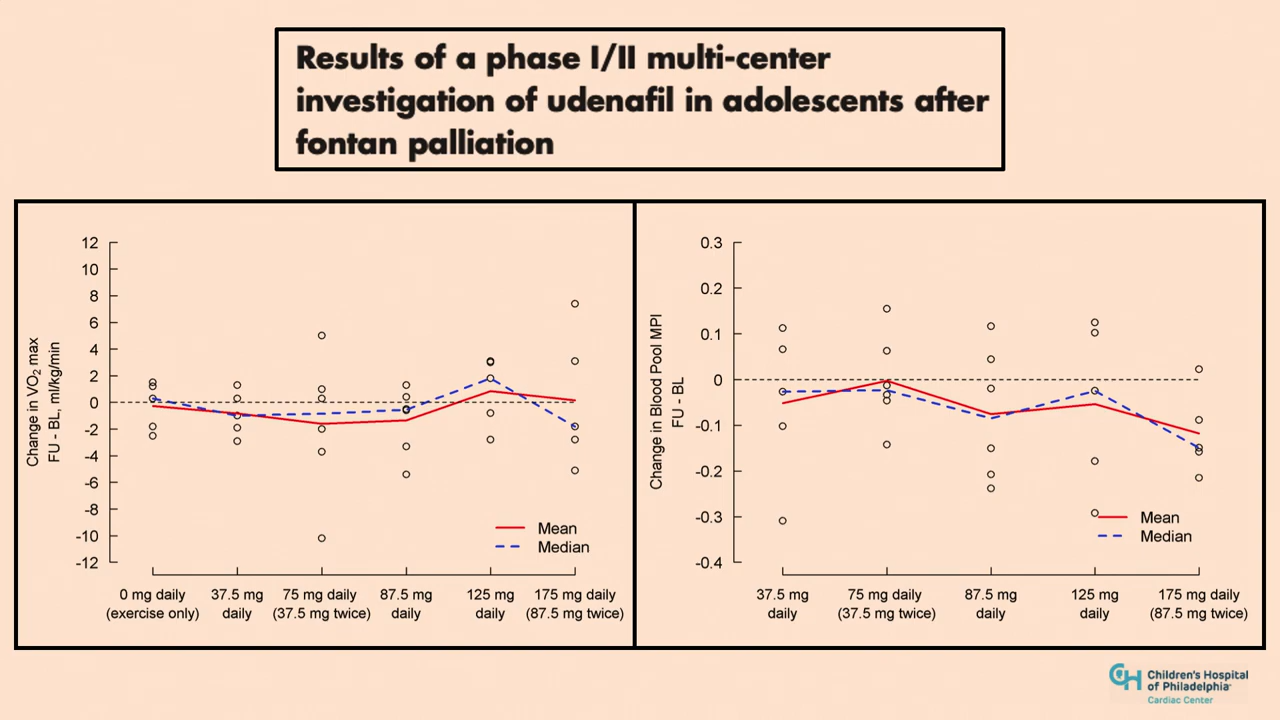 Results of a phase I/II multi-center
investigation of udenafil in adolescents after
fontan palliation
Change in VO2 max
FU - BL, ml/kg/min
12
10
8
6
4
2
0
-2
-4
-6
-8
-10
-12
Mean
Median
0 mg daily
(exercise only)
37.5 mg
daily
75 mg daily
(37.5 mg twice)
87.5 mg
daily
125 mg
daily
175 mg daily
(87.5 mg twice)
Change in Blood Pool MPI
FU - BL
0.3
0.2
0.1
0
-0.1
-0.2
-0.3
-0.4
Mean
Median
37.5 mg
daily
75 mg daily
(37.5 mg twice)
87.5 mg
daily
125 mg
daily
175 mg daily
(87.5 mg twice)
CH Children's Hospital
of Philadelphia
Cardiac Center